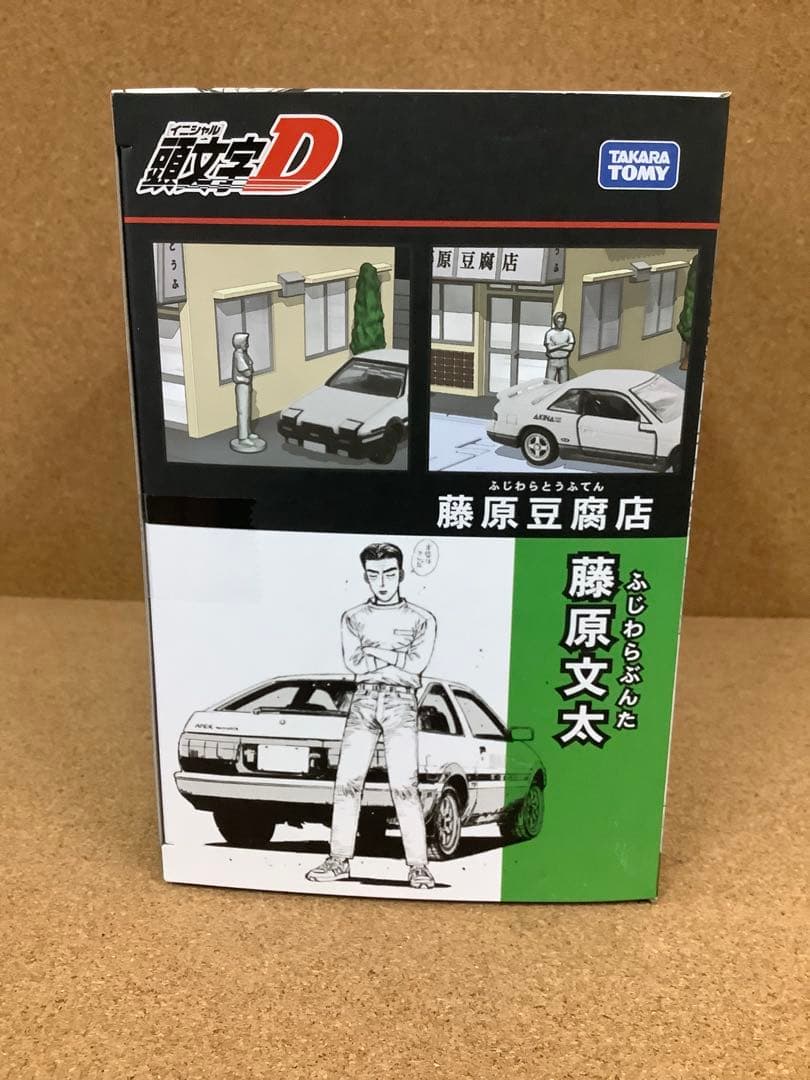 イニシャル
頭文字D
TAKARA
TOMY
とうふ
原豆腐店
AKINA
ふじわらとうふてん
藤原豆腐店
ふじわらぶんた
藤原文太
APEX